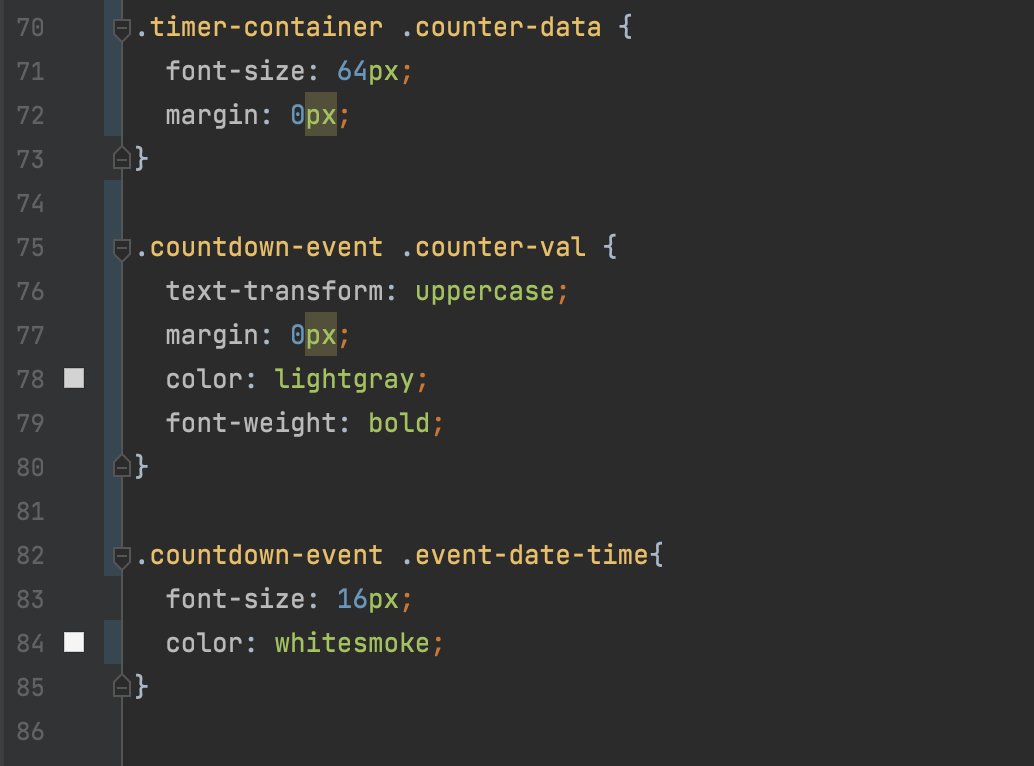 70 .timer-container .counter-data {
71   font-size: 64px;
72   margin: 0px;
73 }
74
75 .countdown-event .counter-val {
76   text-transform: uppercase;
77   margin: 0px;
78   color: lightgray;
79   font-weight: bold;
80 }
81
82 .countdown-event .event-date-time{
83   font-size: 16px;
84   color: whitesmoke;
85 }
86